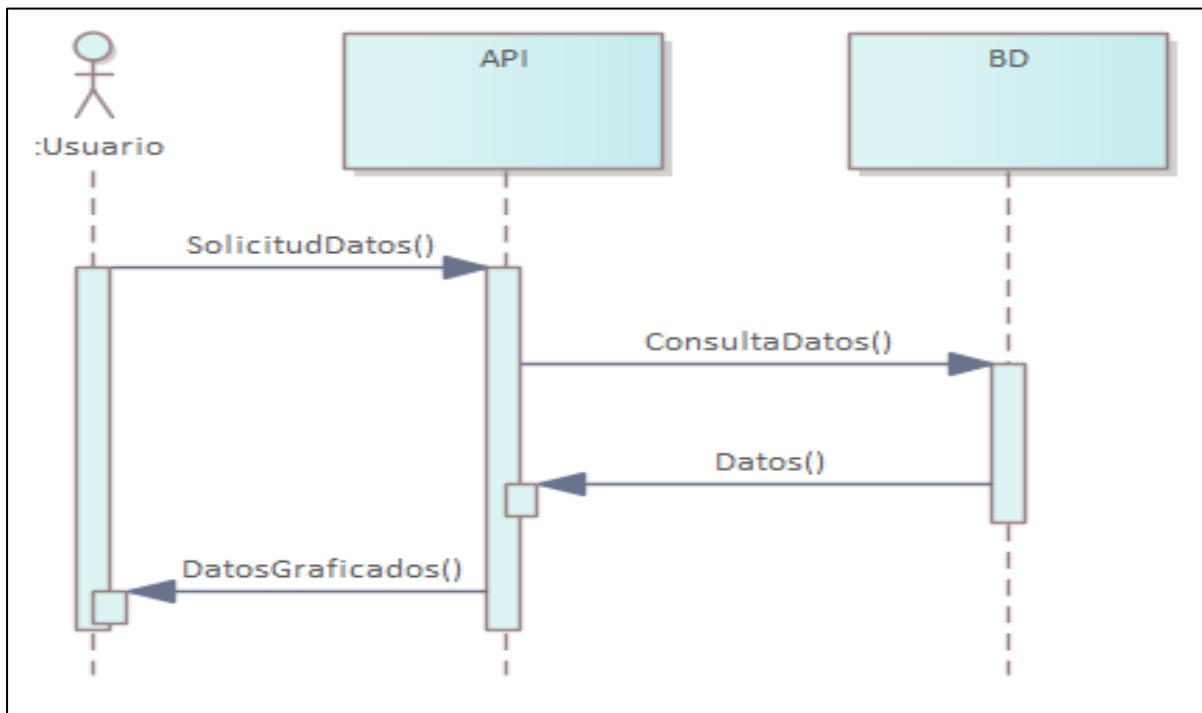 API
BD
:Usuario
SolicitudDatos()
ConsultaDatos()
Datos()
DatosGraficados()